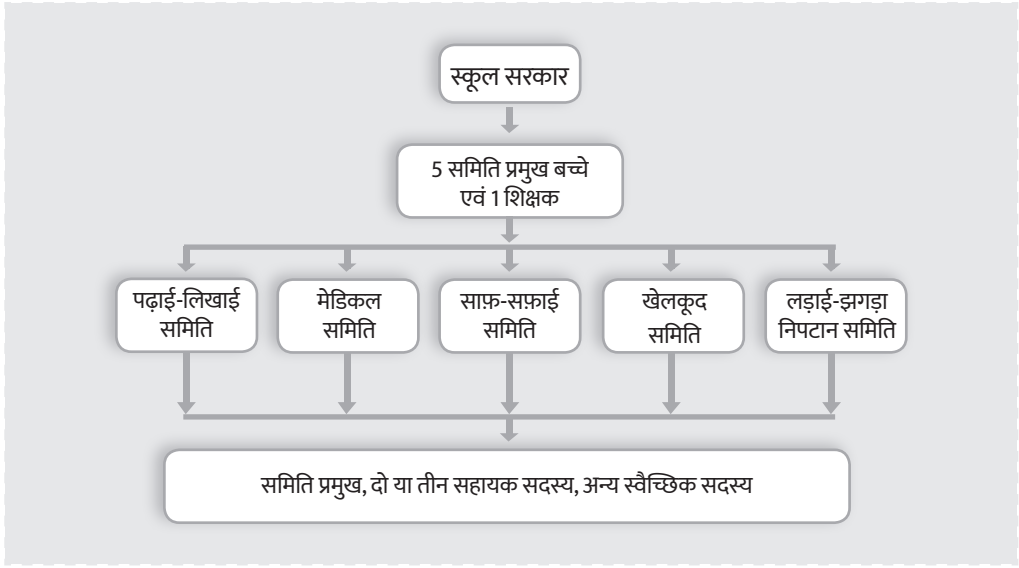 स्कूल सरकार
5 समिति प्रमुख बच्चे
एवं 1 शिक्षक
पढ़ाई-लिखाई
समिति
मेडिकल
समिति
साफ़-सफ़ाई
समिति
खेलकूद
समिति
लड़ाई-झगड़ा
निपटान समिति
समिति प्रमुख, दो या तीन सहायक सदस्य, अन्य स्वैच्छिक सदस्य